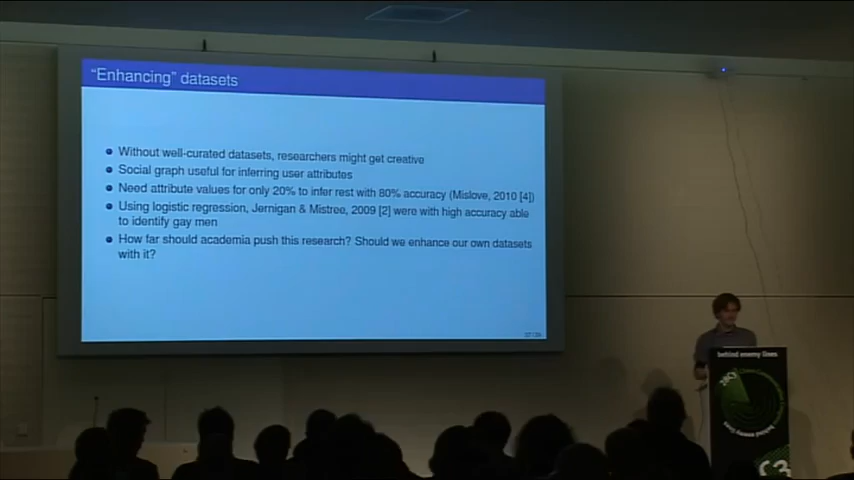 “Enhancing” datasets
Without well-curated datasets, researchers might get creative
Social graph useful for inferring user attributes
Need attribute values for only 20% to infer rest with 80% accuracy (Mislove, 2010 [4])
Using logistic regression, Jernigan & Mistree, 2009 [2] were with high accuracy able
to identify gay men
How far should academia push this research? Should we enhance our own datasets
with it?
behind enemy lines